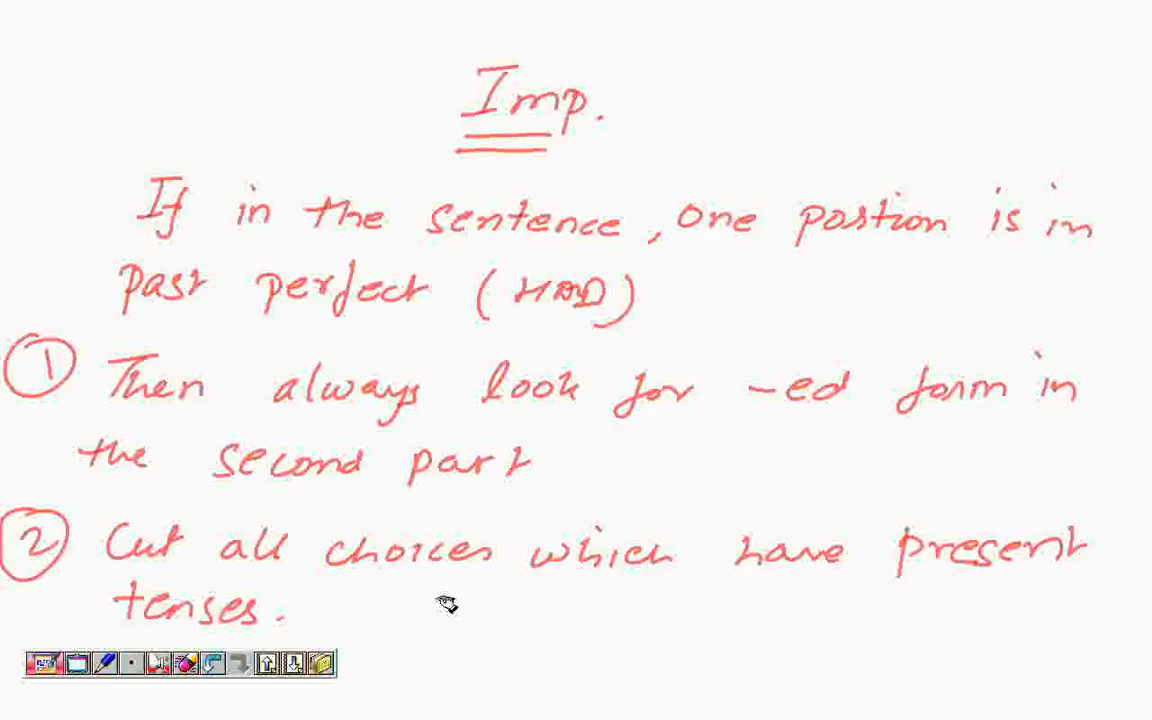 Imp.
If in the sentence, one portion is in
past perfect (HAD)
1 Then always look for -ed form in
the second part
2 Cut all choices which have present
tenses.